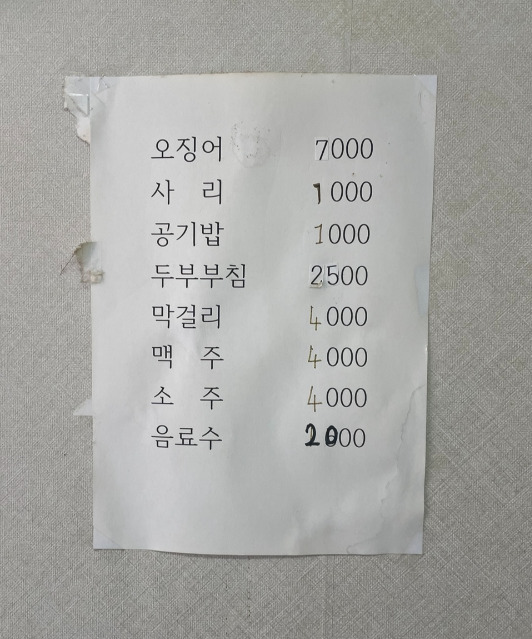 오징어 7000
사 리 1000
공기밥 1000
두부부침 2500
막걸리 4000
맥 주 4000
소 주 4000
음료수 2000